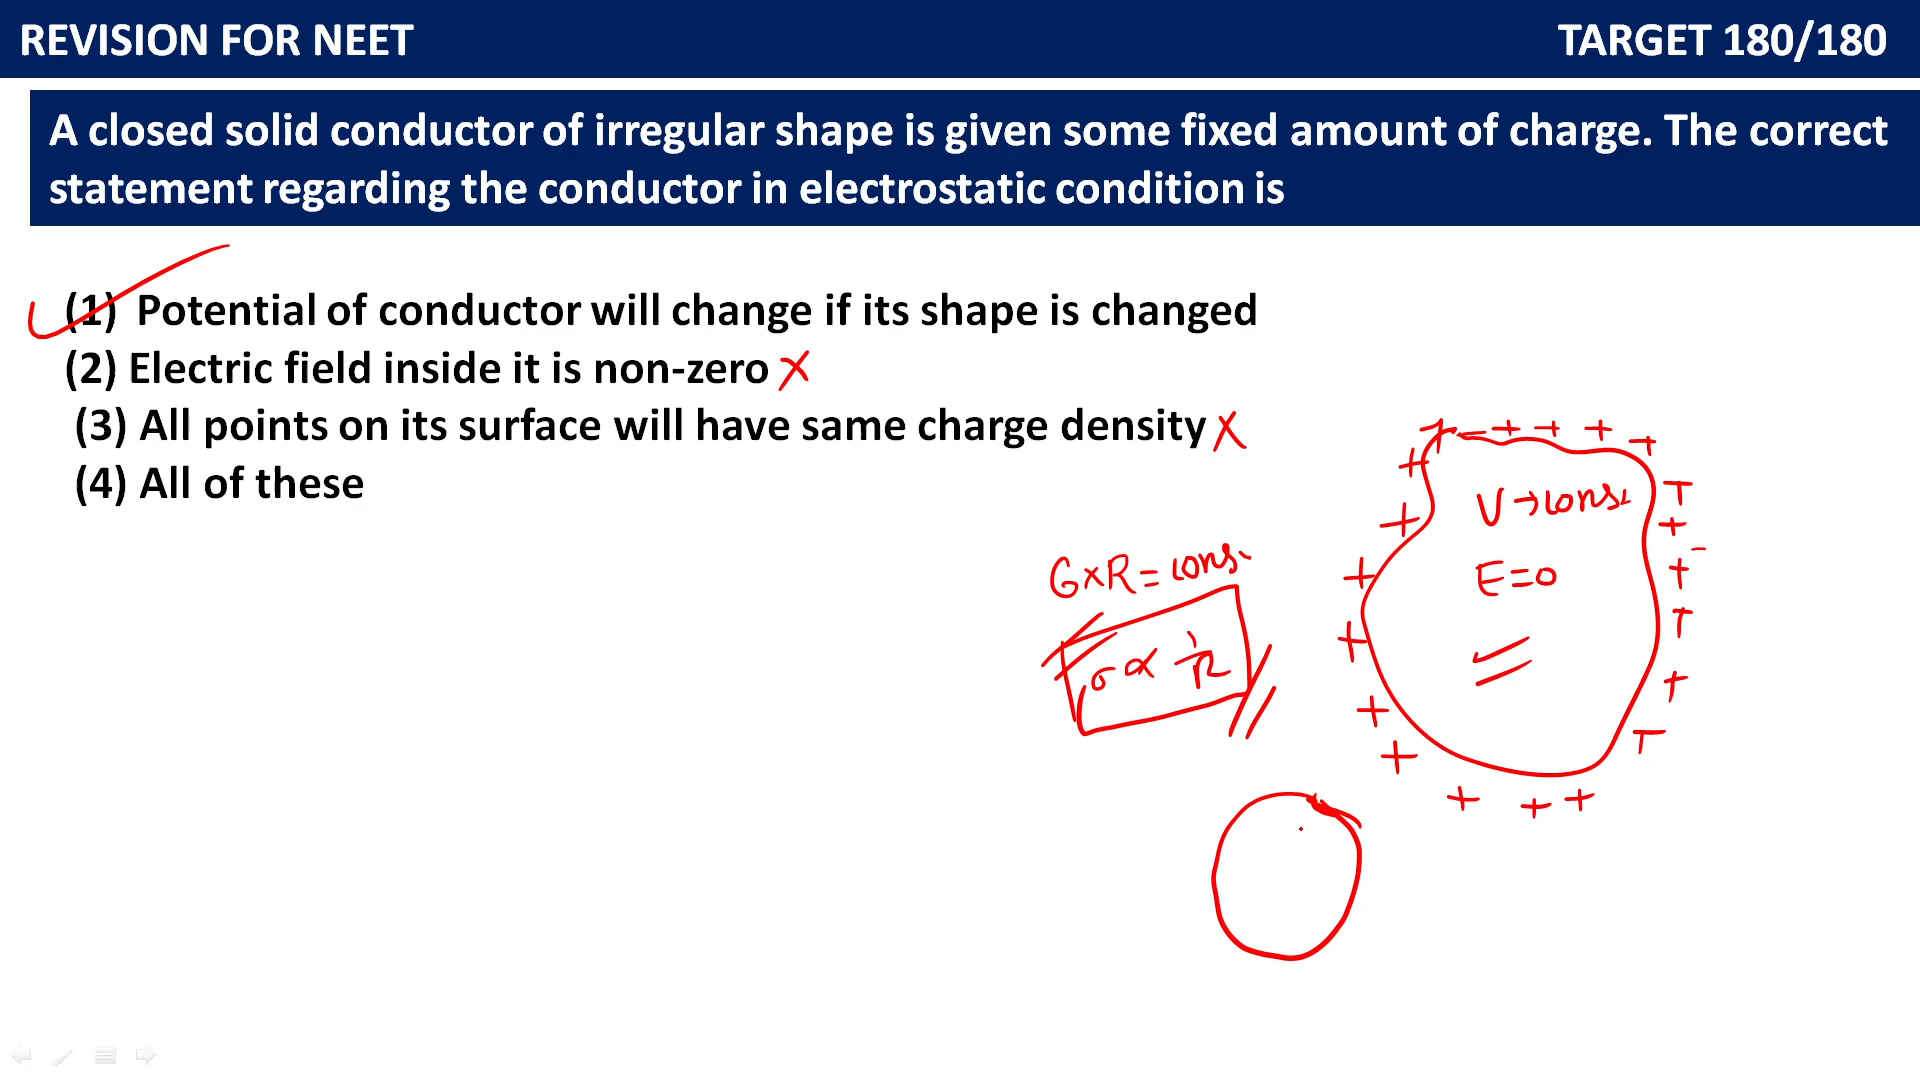 REVISION FOR NEET
TARGET 180/180
A closed solid conductor of irregular shape is given some fixed amount of charge. The correct
statement regarding the conductor in electrostatic condition is
(1) Potential of conductor will change if its shape is changed
(2) Electric field inside it is non-zero X
(3) All points on its surface will have same charge density X
(4) All of these
+ - + + + +
+
+
+
+
+
+
V → const
E = 0
+
+
+
+
+
+
+ + +
σ×R = cons.
σ ∝ 1/R